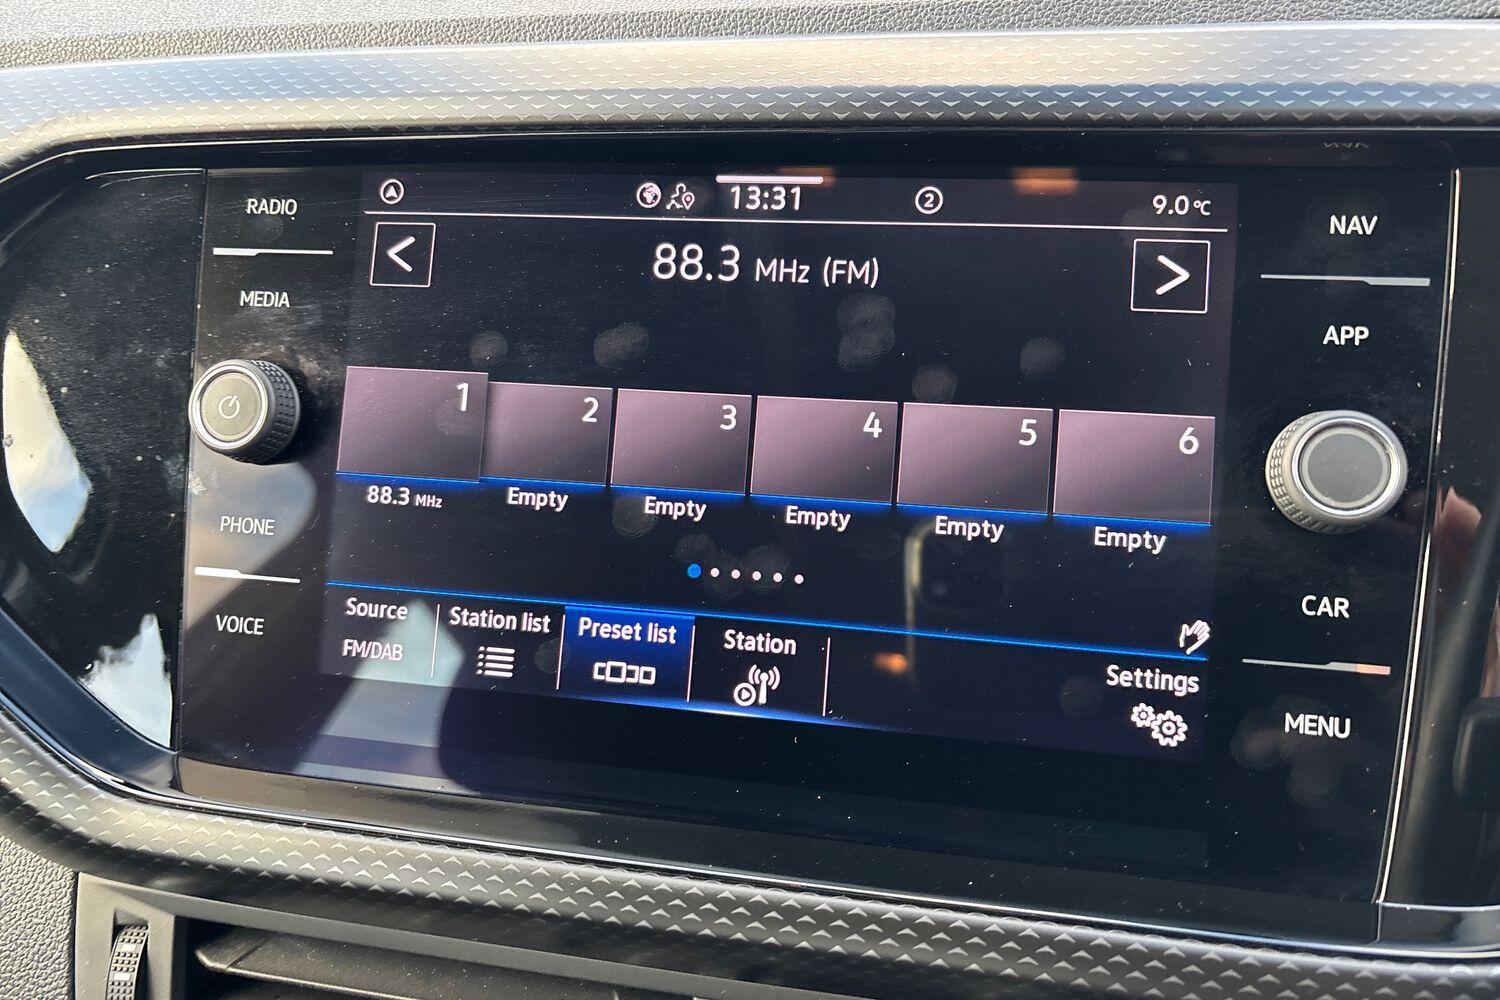 RADIO
MEDIA
PHONE
VOICE
13:31
2
9.0 °C
88.3 MHz (FM)
1
2
3
4
5
6
88.3 MHz
Empty
Empty
Empty
Empty
Empty
Source
FM/DAB
Station list
Preset list
Station
Settings
NAV
APP
CAR
MENU